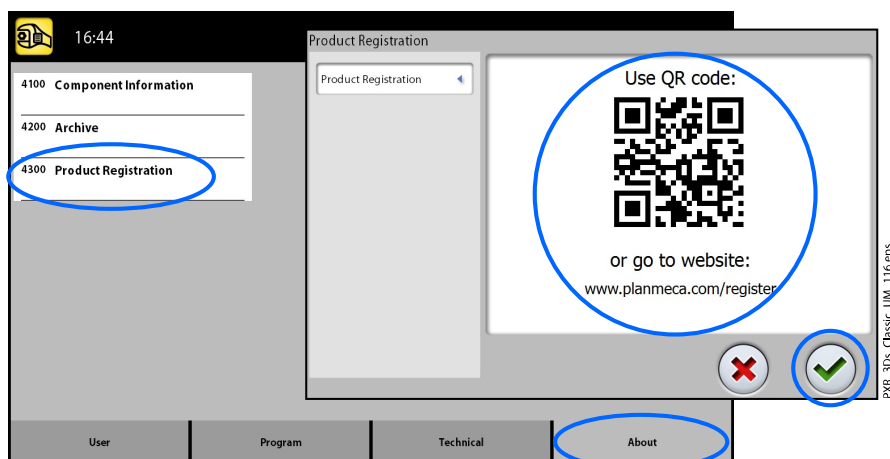 16:44
4100 Component Information
4200 Archive
4300 Product Registration
Product Registration
Product Registration
Use QR code:
or go to website:
www.planmeca.com/register
User
Program
Technical
About
PXR_3Ds_Classic_UM_116.eps